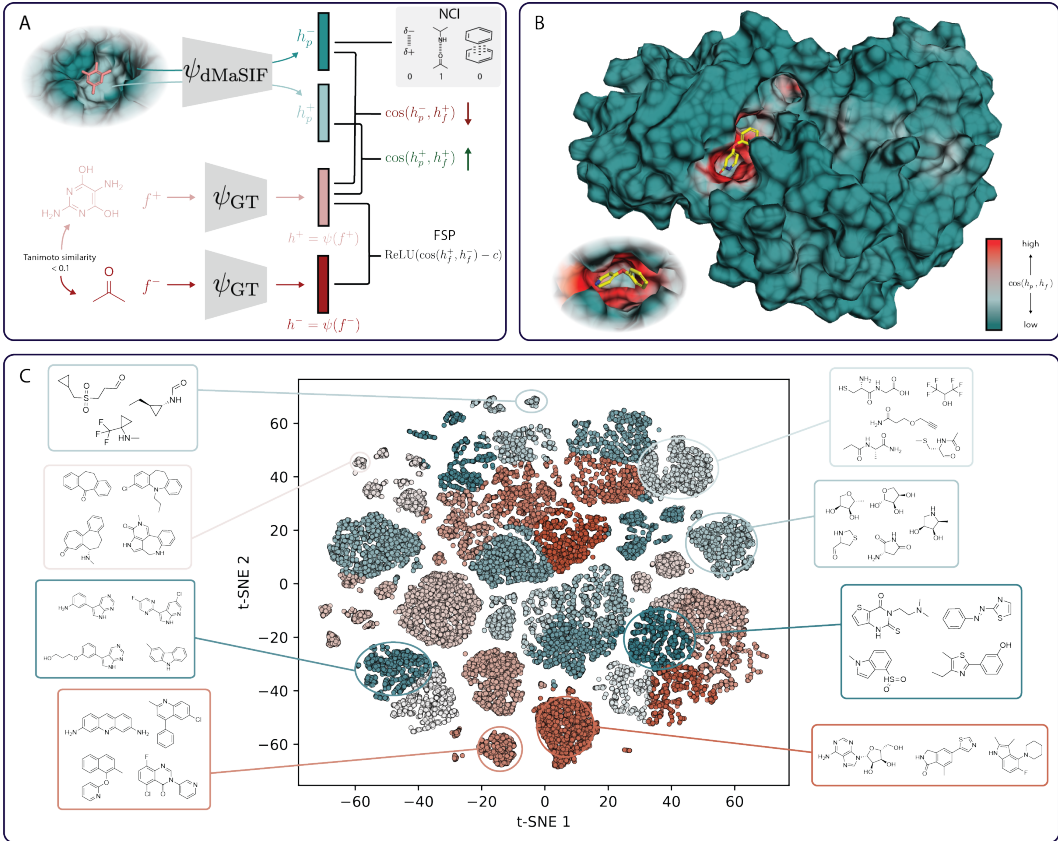 A
ψdMaSIF
h_p^-
h_p^+
NCI
δ−
δ+
NH
O
0 1 0
cos(h_p^-, h_f^+) ↓
cos(h_p^+, h_f^+) ↑
OH
N
NH₂
H₂N
N
OH
f^+
ψGT
h^+ = ψ(f^+)
Tanimoto similarity
< 0.1
O
f^-
ψGT
h^- = ψ(f^-)
FSP
ReLU(cos(h_f^+, h_f^-) − c)
B
high
cos(h_p, h_f)
low
C
t-SNE 2
60
40
20
0
−20
−40
−60
−60 −40 −20 0 20 40 60
t-SNE 1